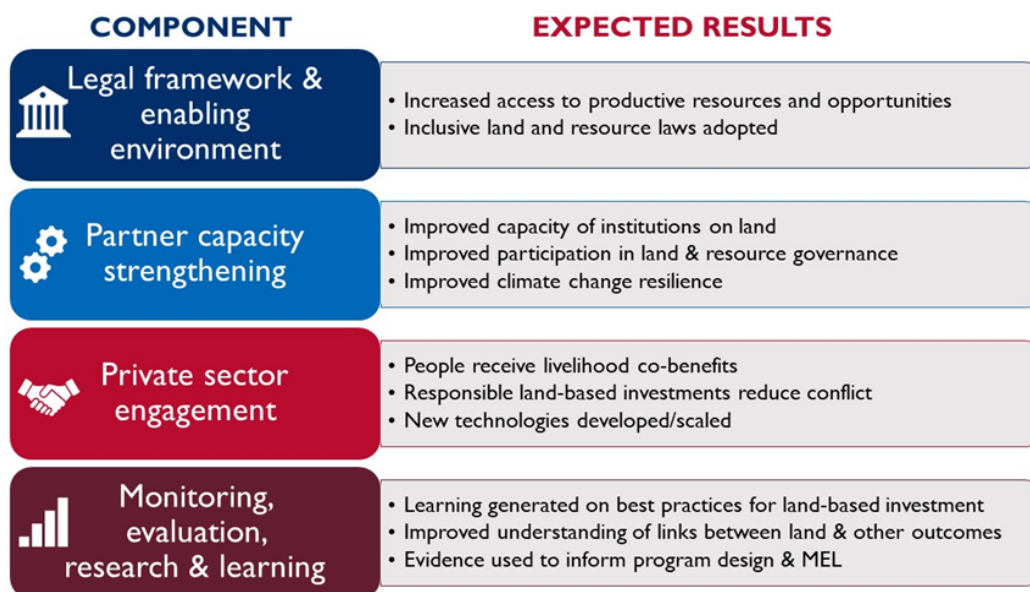 COMPONENT
EXPECTED RESULTS
Legal framework &
enabling
environment
• Increased access to productive resources and opportunities
• Inclusive land and resource laws adopted
Partner capacity
strengthening
• Improved capacity of institutions on land
• Improved participation in land & resource governance
• Improved climate change resilience
Private sector
engagement
• People receive livelihood co-benefits
• Responsible land-based investments reduce conflict
• New technologies developed/scaled
Monitoring,
evaluation,
research & learning
• Learning generated on best practices for land-based investment
• Improved understanding of links between land & other outcomes
• Evidence used to inform program design & MEL